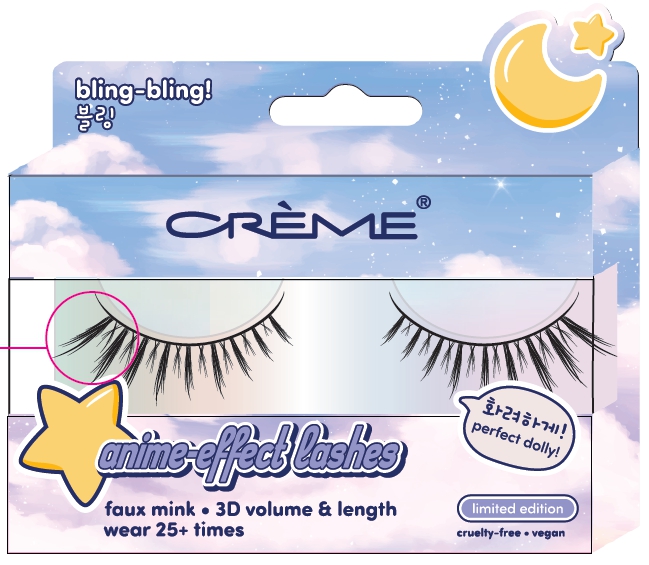 bling-bling!
블링
CRÈME®
anime-effect lashes
화려하게!
perfect dolly!
faux mink • 3D volume & length
wear 25+ times
limited edition
cruelty-free • vegan